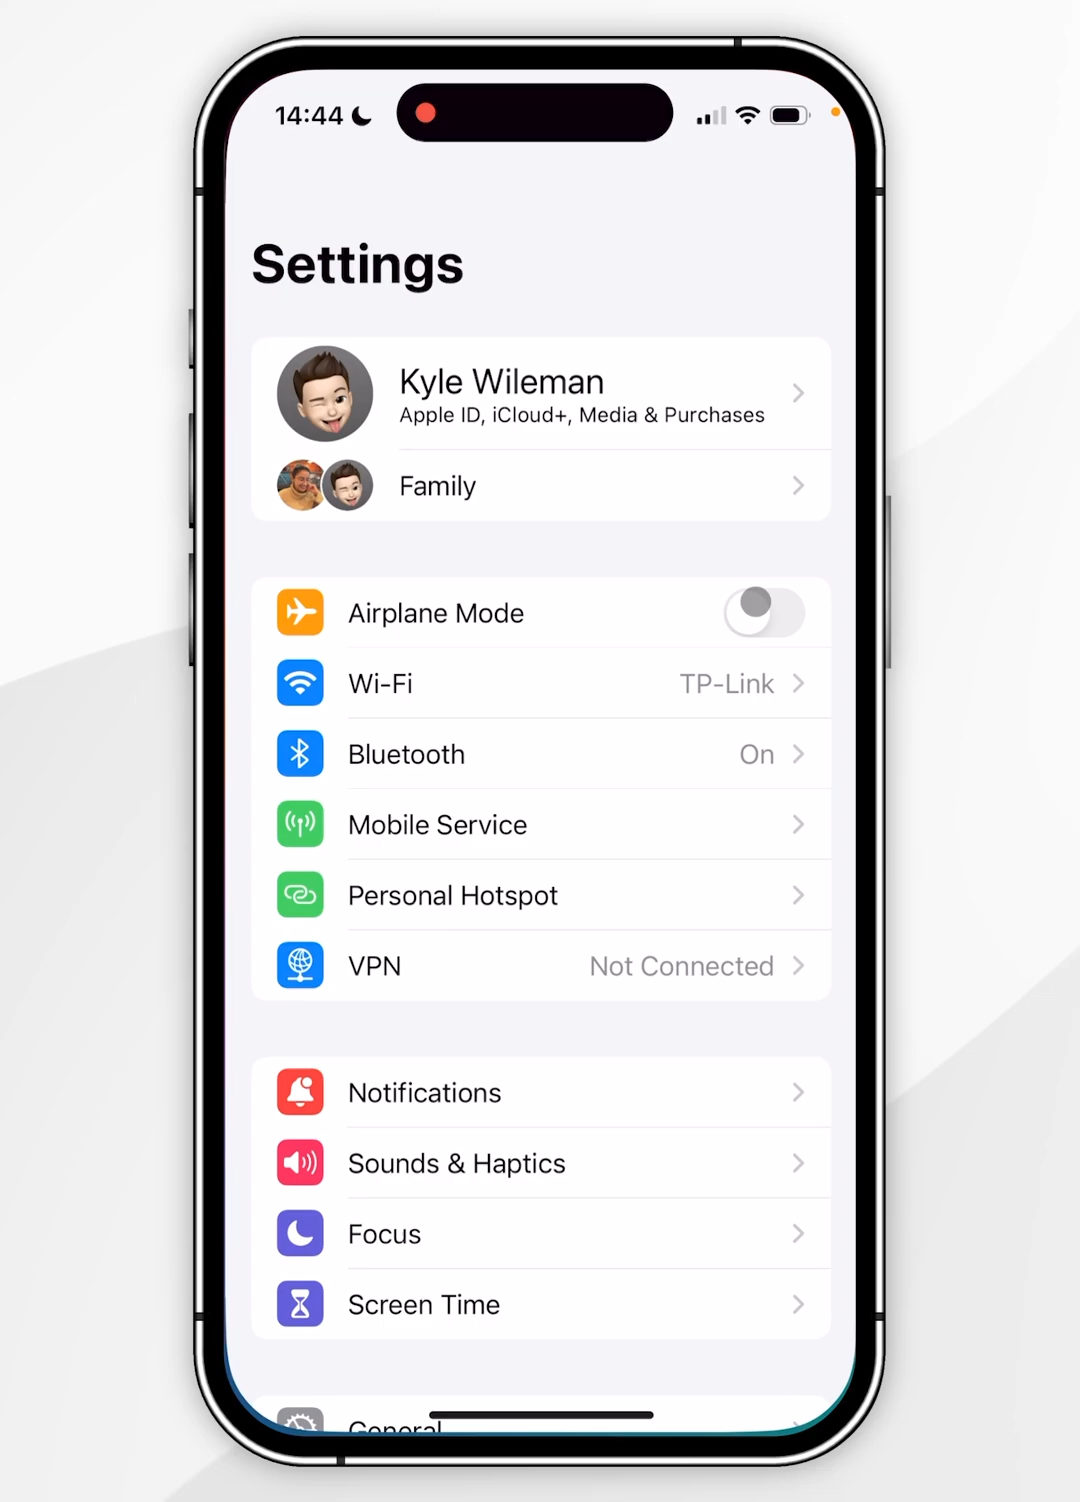 14:44
Settings
Kyle Wileman
Apple ID, iCloud+, Media & Purchases
Family
Airplane Mode
Wi-Fi TP-Link
Bluetooth On
Mobile Service
Personal Hotspot
VPN Not Connected
Notifications
Sounds & Haptics
Focus
Screen Time
General